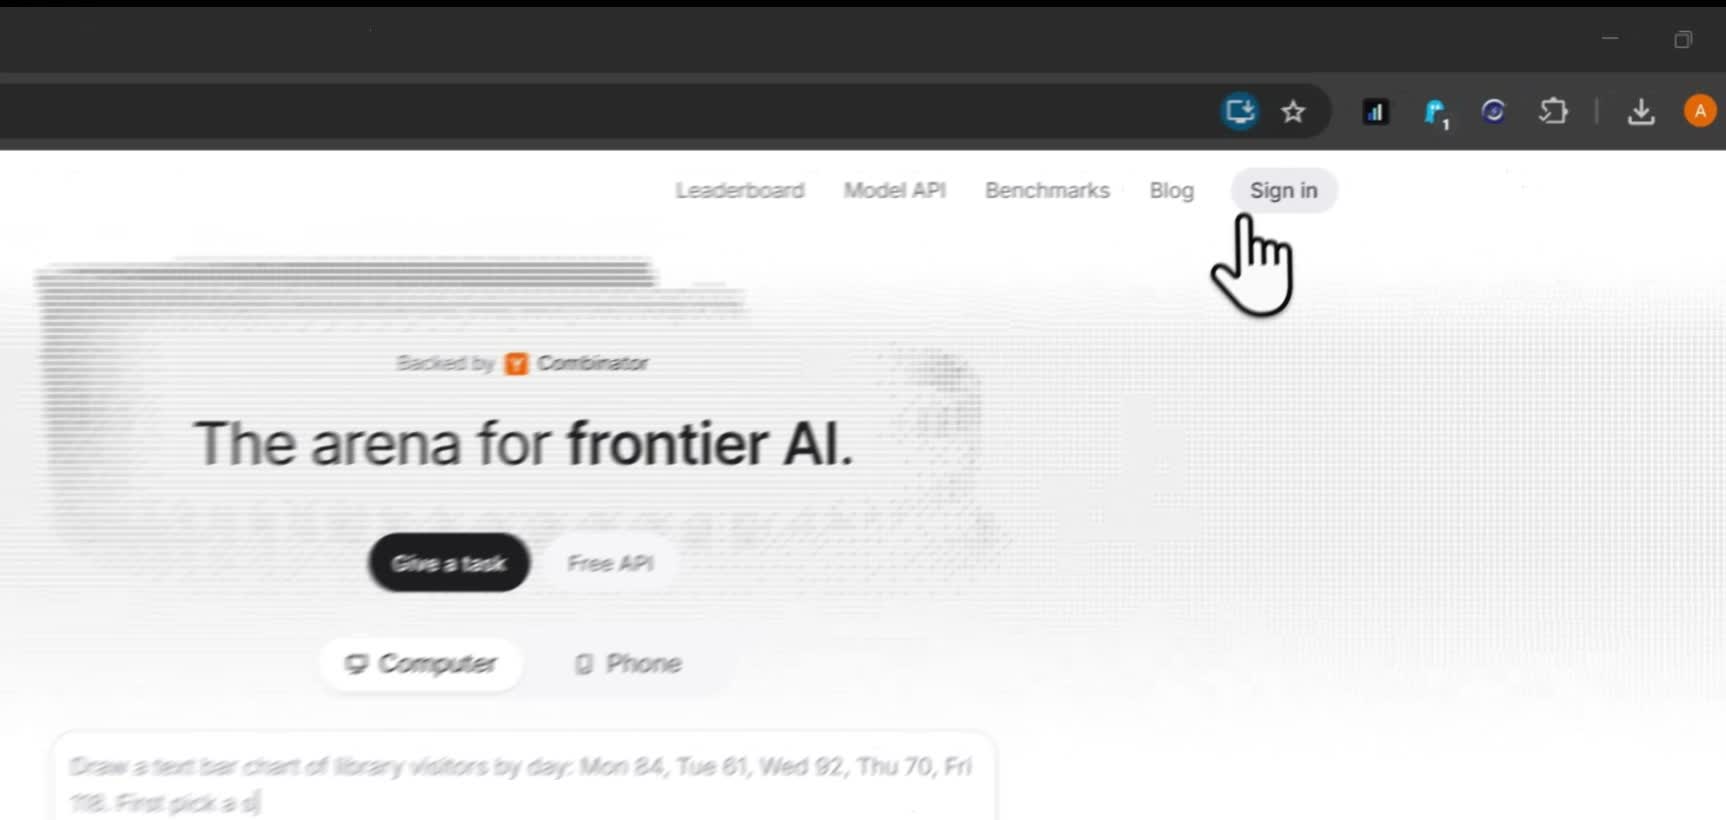 1
A
Leaderboard Model API Benchmarks Blog Sign in
Backed by Y Combinator
The arena for frontier AI.
Give a task Free API
Computer Phone
Draw a text bar chart of library visitors by day: Mon 84, Tue 61, Wed 92, Thu 70, Fri
118. First pick a s